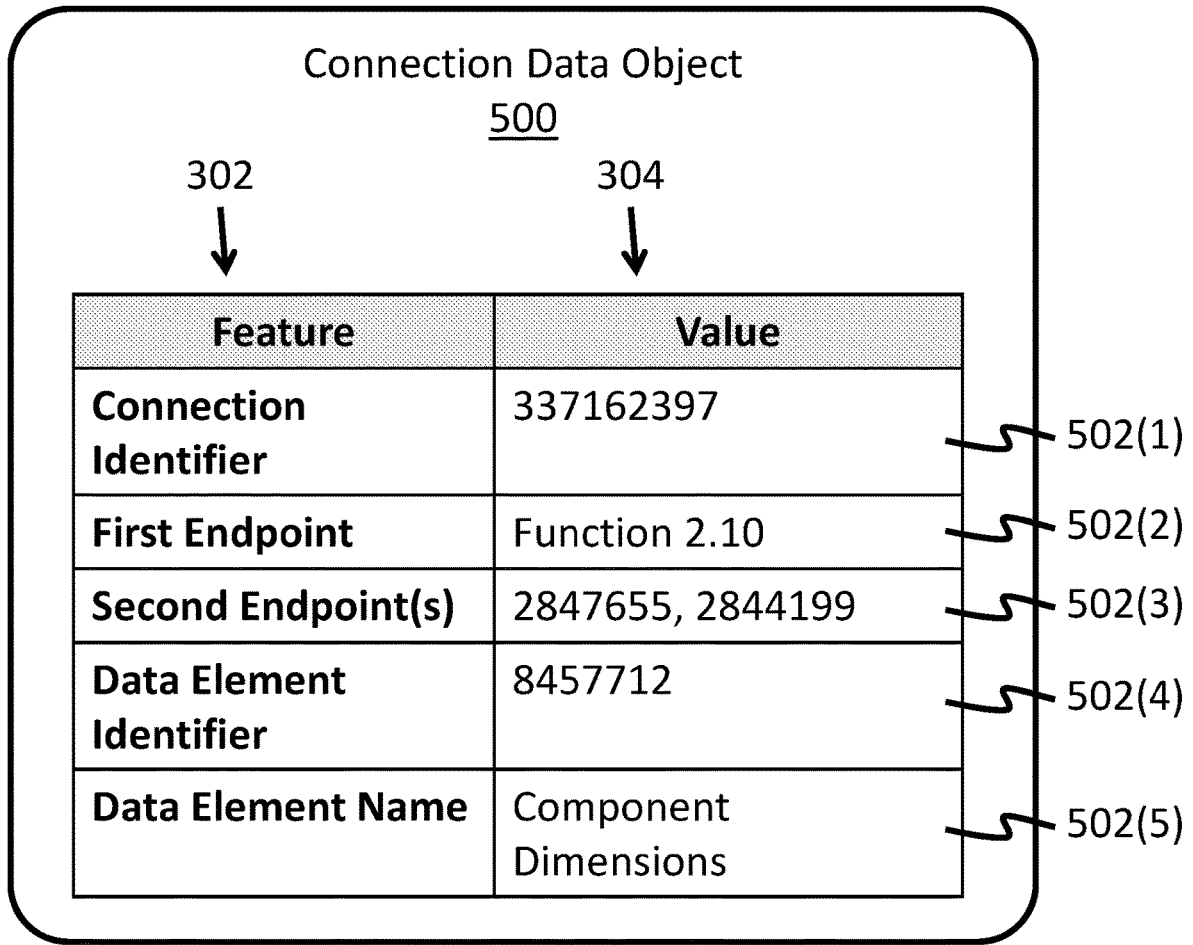 Connection Data Object
500
302 304
Feature Value
Connection 337162397
Identifier
502(1)
First Endpoint Function 2.10 502(2)
Second Endpoint(s) 2847655, 2844199 502(3)
Data Element 8457712
Identifier
502(4)
Data Element Name Component
Dimensions
502(5)